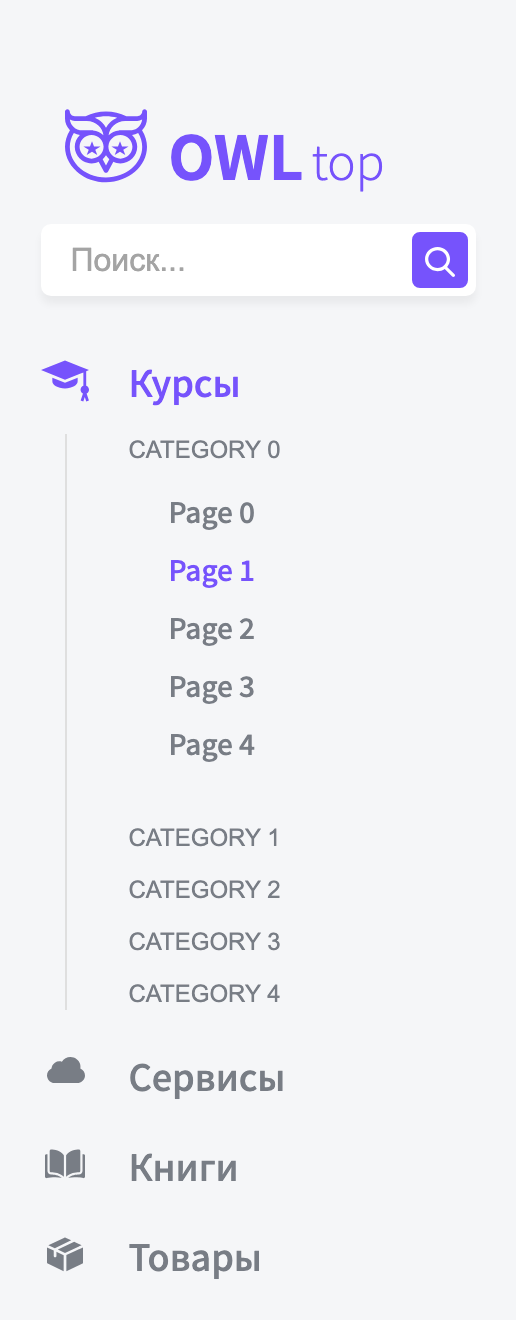 OWL top
Поиск...
Курсы
CATEGORY 0
Page 0
Page 1
Page 2
Page 3
Page 4
CATEGORY 1
CATEGORY 2
CATEGORY 3
CATEGORY 4
Сервисы
Книги
Товары